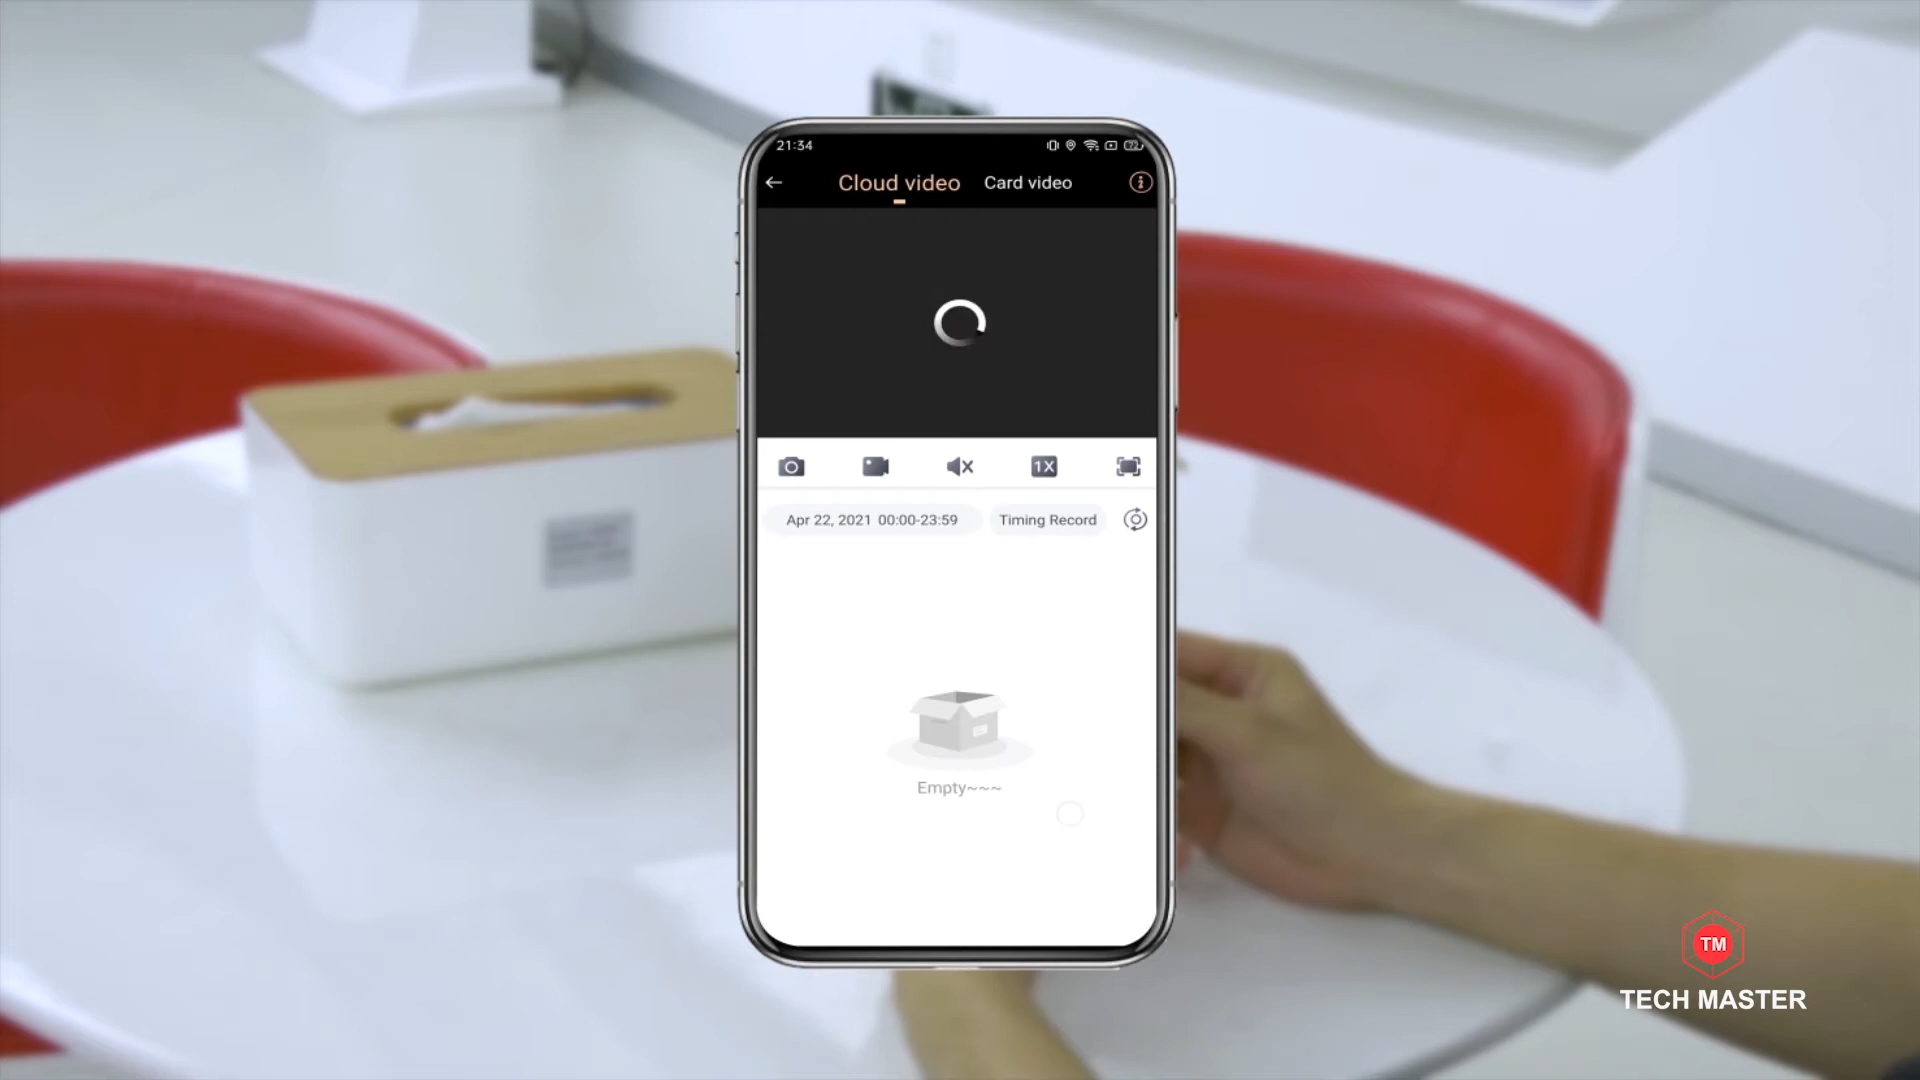 21:34
72
Cloud video
Card video
1X
Apr 22, 2021 00:00-23:59
Timing Record
Empty~~~
TM
TECH MASTER